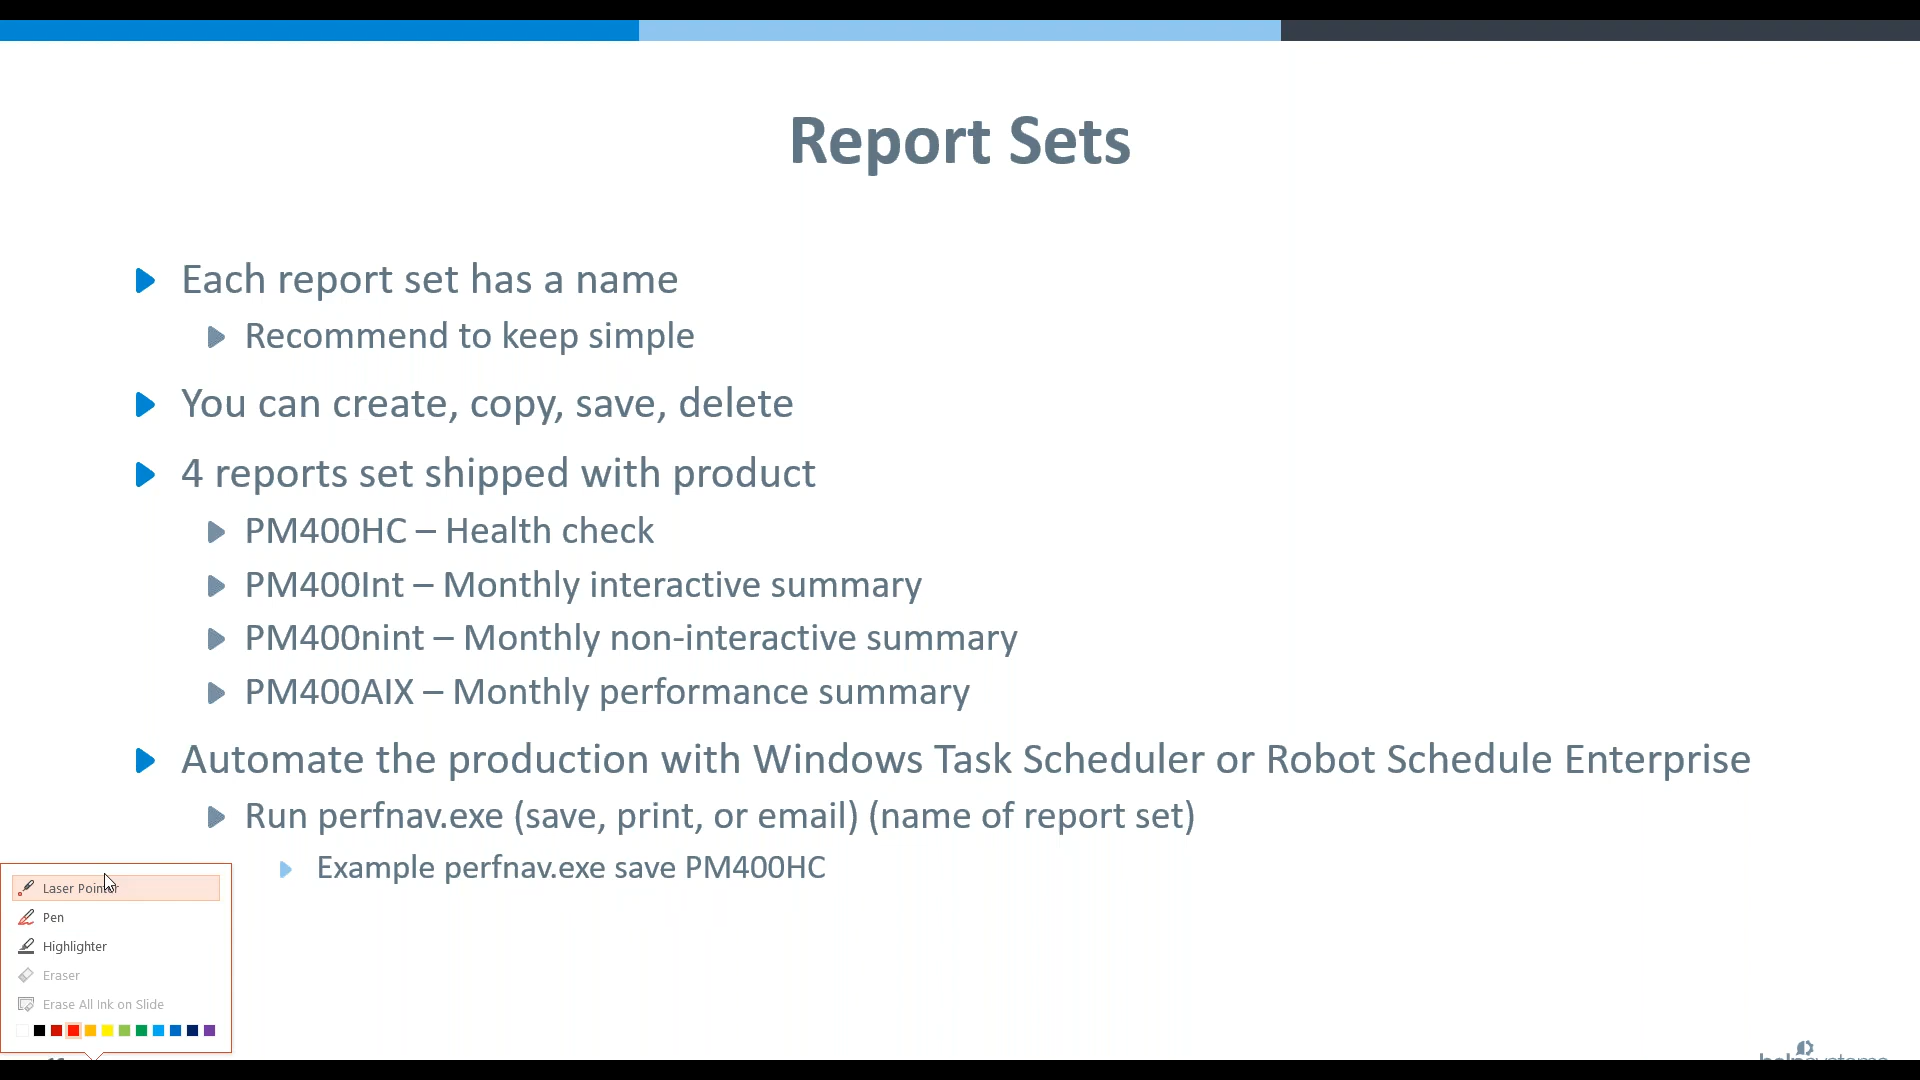 Report Sets
Each report set has a name
Recommend to keep simple
You can create, copy, save, delete
4 reports set shipped with product
PM400HC – Health check
PM400Int – Monthly interactive summary
PM400nint – Monthly non-interactive summary
PM400AIX – Monthly performance summary
Automate the production with Windows Task Scheduler or Robot Schedule Enterprise
Run perfnav.exe (save, print, or email) (name of report set)
Example perfnav.exe save PM400HC
Laser Pointer
Pen
Highlighter
Eraser
Erase All Ink on Slide